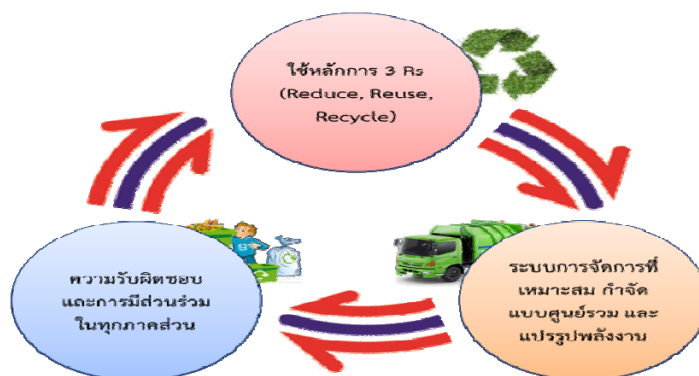 ใช้หลักการ 3 Rs
(Reduce, Reuse,
Recycle)
ความรับผิดชอบ
และการมีส่วนร่วม
ในทุกภาคส่วน
ระบบการจัดการที่
เหมาะสม กำจัด
แบบศูนย์รวม และ
แปรรูปพลังงาน